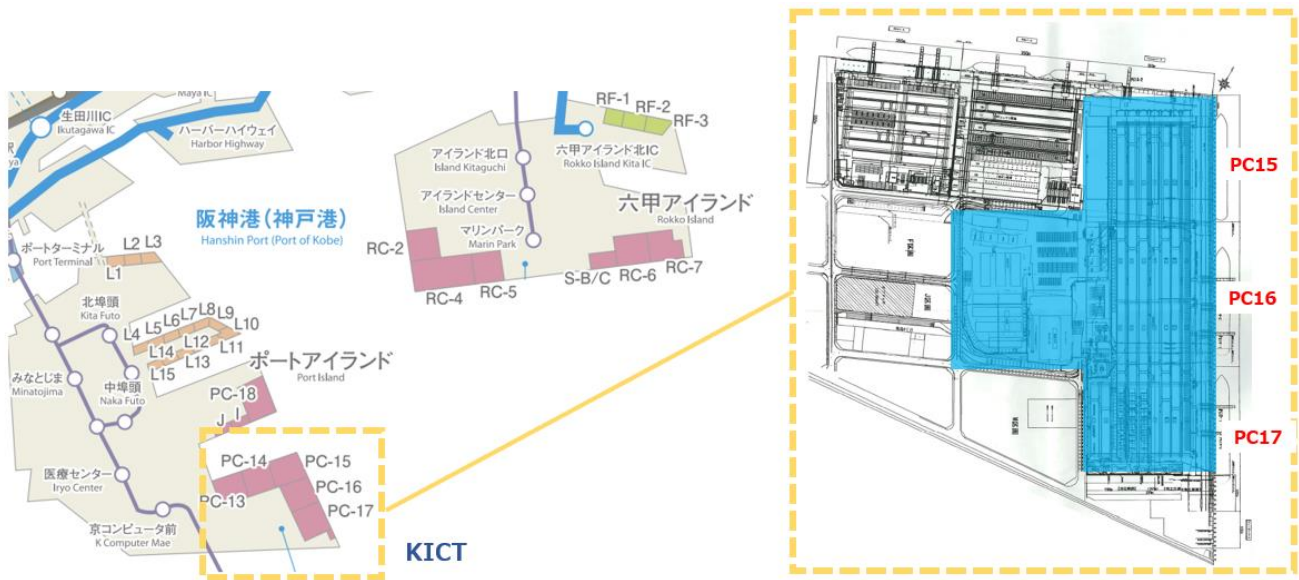 生田川IC
Ikutagawa IC
Maya IC
ハーバーハイウェイ
Harbor Highway
阪神港(神戸港)
Hanshin Port (Port of Kobe)
ポートターミナル
Port Terminal
L1
L2
L3
北埠頭
Kita Futo
L4
L5
L6
L7
L8
L9
L10
L11
L12
L13
L14
L15
みなとじま
Minatojima
中埠頭
Naka Futo
ポートアイランド
Port Island
PC-18
I
J
医療センター
Iryo Center
京コンピュータ前
K Computer Mae
PC-13
PC-14
PC-15
PC-16
PC-17
KICT
アイランド北口
Island Kitaguchi
アイランドセンター
Island Center
マリンパーク
Marin Park
RF-1
RF-2
RF-3
六甲アイランド北IC
Rokko Island Kita IC
六甲アイランド
Rokko Island
RC-2
RC-4
RC-5
S-B/C
RC-6
RC-7
PC15
PC16
PC17